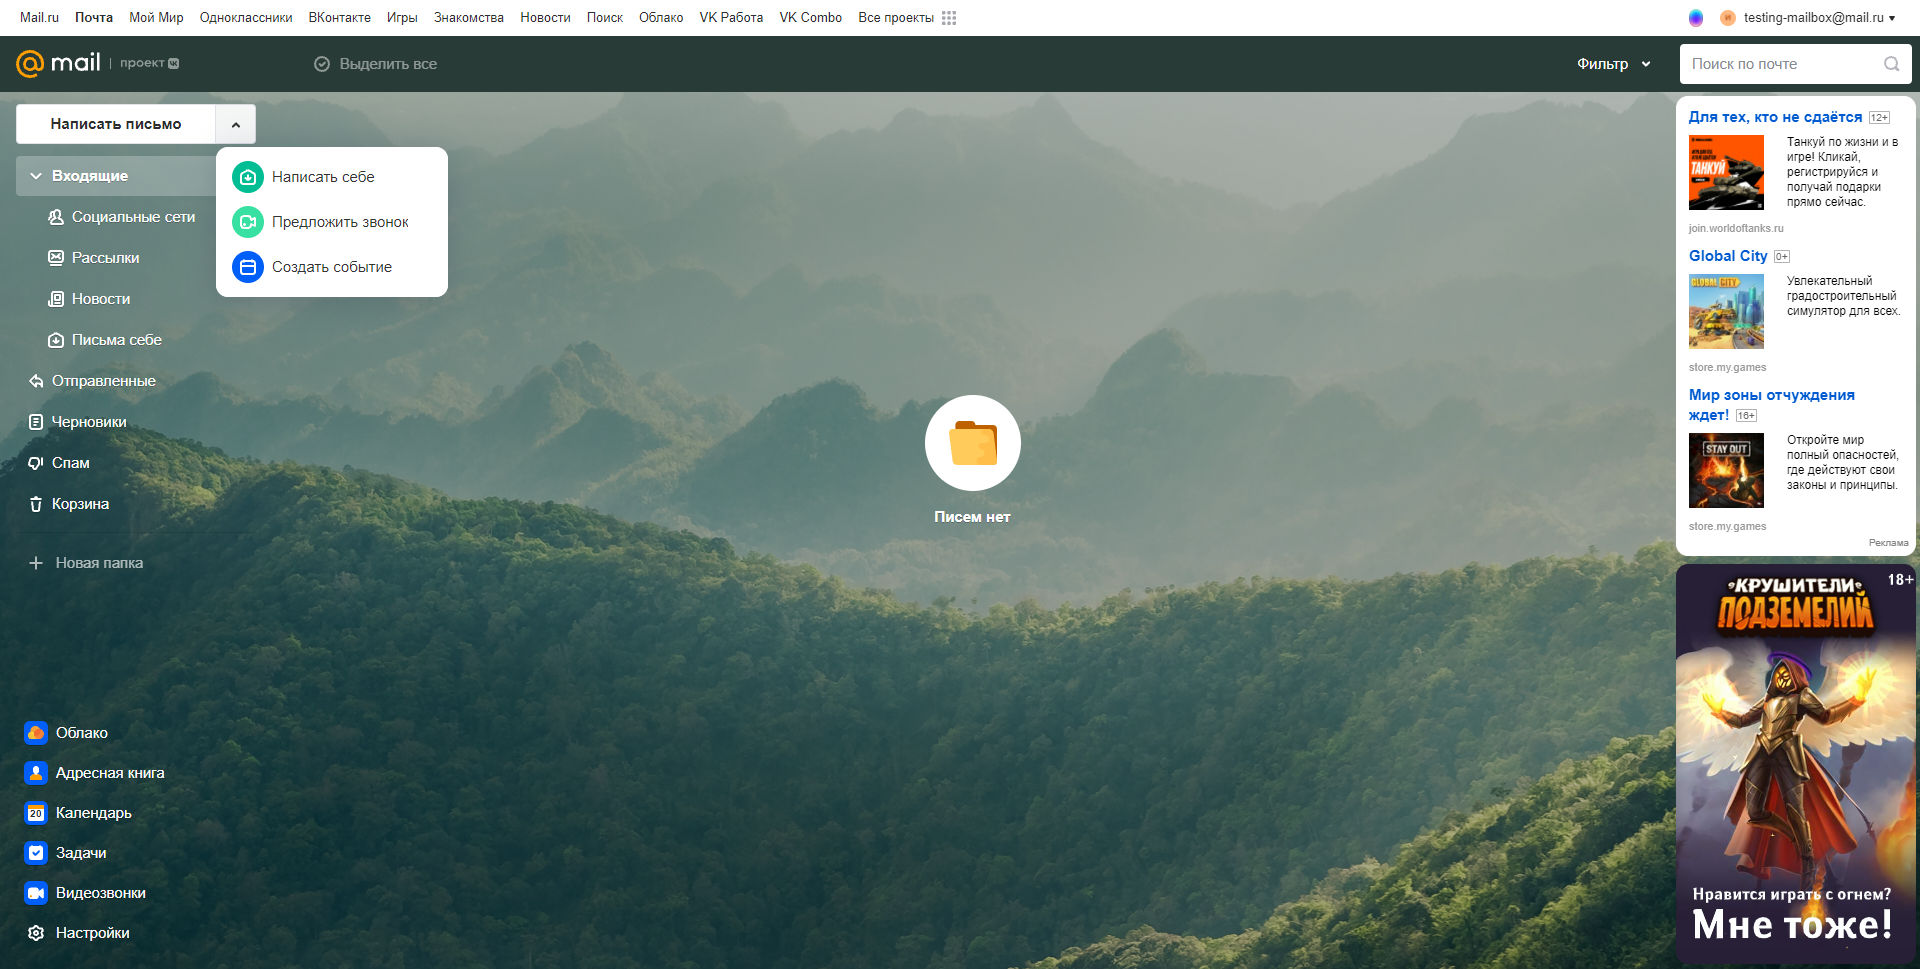 Mail.ru Почта Мой Мир Одноклассники ВКонтакте Игры Знакомства Новости Поиск Облако VK Работа VK Combo Все проекты
testing-mailbox@mail.ru
@mail проект
Выделить все
Фильтр
Поиск по почте
Написать письмо
Написать себе
Предложить звонок
Создать событие
Входящие
Социальные сети
Рассылки
Новости
Письма себе
Отправленные
Черновики
Спам
Корзина
Новая папка
Облако
Адресная книга
20
Календарь
Задачи
Видеозвонки
Настройки
Писем нет
Для тех, кто не сдаётся 12+
ТАНКУЙ
Танкуй по жизни и в
игре! Кликай,
регистрируйся и
получай подарки
прямо сейчас.
join.worldoftanks.ru
Global City 0+
GLOBAL CITY
Увлекательный
градостроительный
симулятор для всех.
store.my.games
Мир зоны отчуждения
ждет! 16+
STAY OUT
Откройте мир
полный опасностей,
где действуют свои
законы и принципы.
store.my.games
Реклама
18+
КРУШИТЕЛИ
ПОДЗЕМЕЛИЙ
Нравится играть с огнем?
Мне тоже!